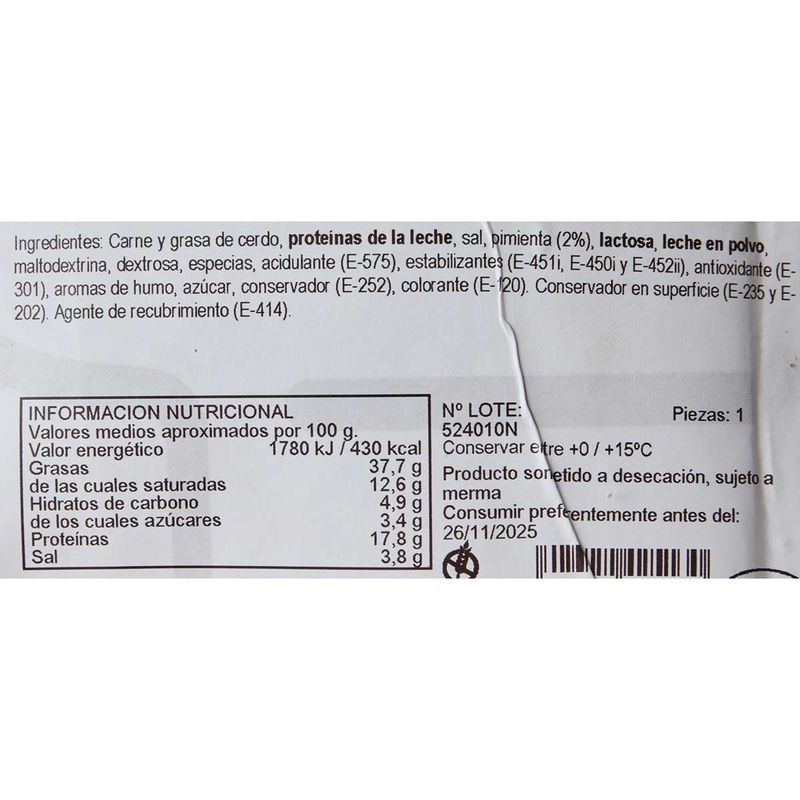 Ingredientes: Carne y grasa de cerdo, proteinas de la leche, sal, pimienta (2%), lactosa, leche en polvo,
maltodextrina, dextrosa, especias, acidulante (E-575), estabilizantes (E-451i, E-450i y E-452ii), antioxidante (E-
301), aromas de humo, azúcar, conservador (E-252), colorante (E-120). Conservador en superficie (E-235 y E-
202). Agente de recubrimiento (E-414).
INFORMACION NUTRICIONAL
Valores medios aproximados por 100 g.
Valor energético 1780 kJ / 430 kcal
Grasas 37,7 g
de las cuales saturadas 12,6 g
Hidratos de carbono 4,9 g
de los cuales azúcares 3,4 g
Proteínas 17,8 g
Sal 3,8 g
Nº LOTE: Piezas: 1
524010N
Conservar entre +0 / +15ºC
Producto sometido a desecación, sujeto a
merma
Consumir preferentemente antes del:
26/11/2025